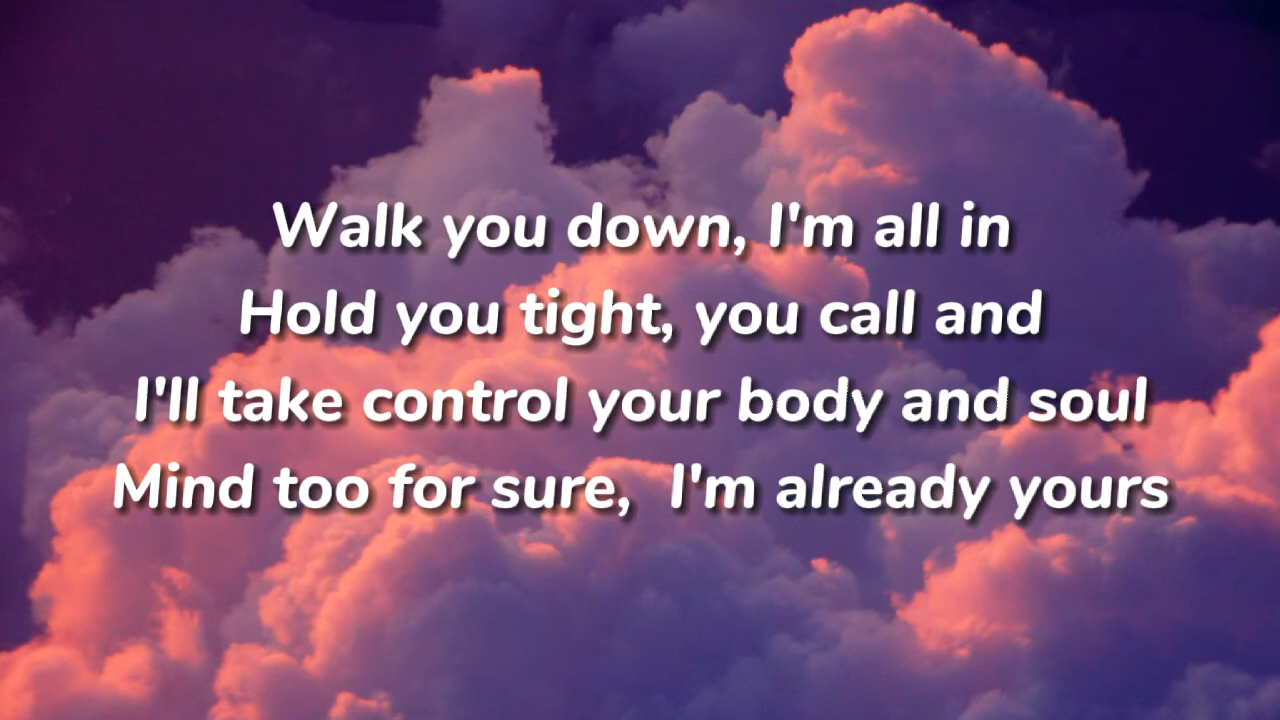 Walk you down, I'm all in
Hold you tight, you call and
I'll take control your body and soul
Mind too for sure,  I'm already yours